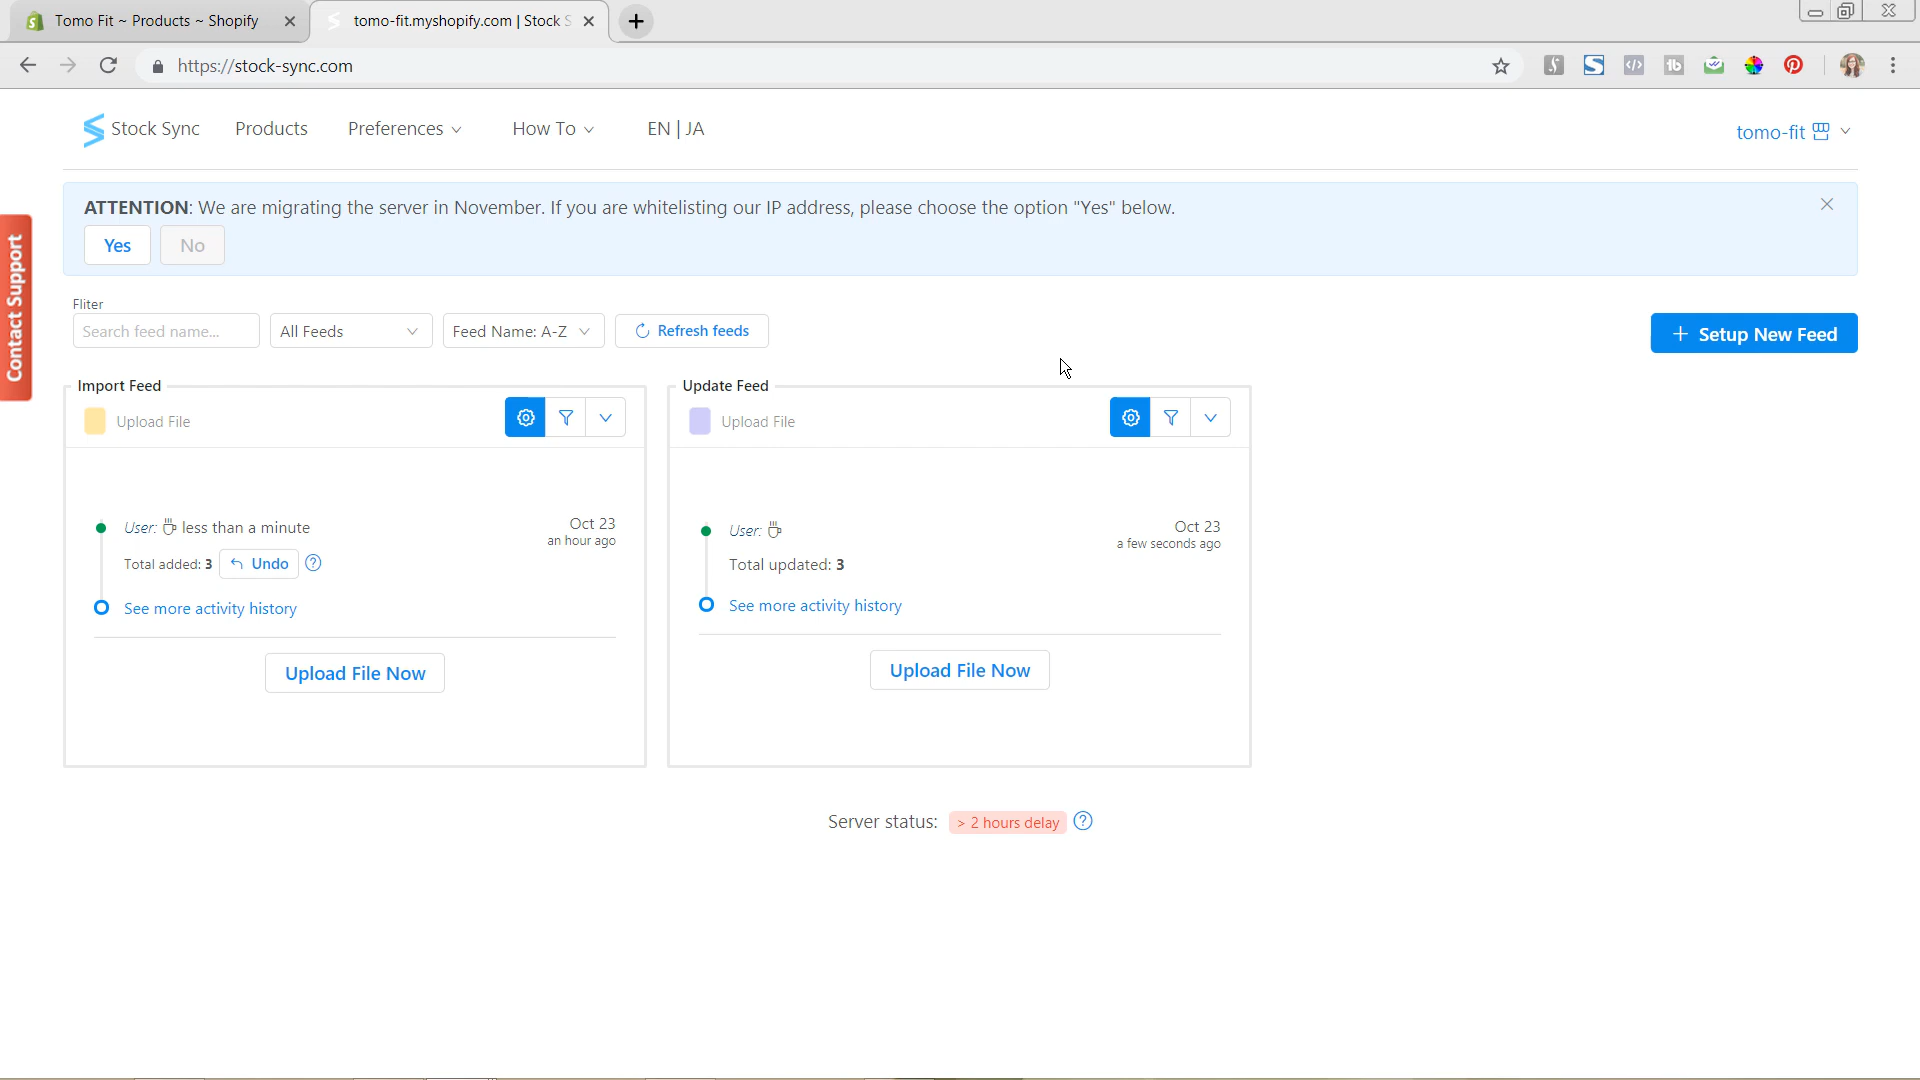 Tomo Fit ~ Products ~ Shopify
tomo-fit.myshopify.com | Stock S
https://stock-sync.com
Stock Sync
Products
Preferences
How To
EN | JA
tomo-fit
Contact Support
ATTENTION: We are migrating the server in November. If you are whitelisting our IP address, please choose the option "Yes" below.
Yes
No
Fliter
Search feed name...
All Feeds
Feed Name: A-Z
Refresh feeds
+ Setup New Feed
Import Feed
Upload File
User: less than a minute
Oct 23
an hour ago
Total added: 3
Undo
See more activity history
Upload File Now
Update Feed
Upload File
User:
Oct 23
a few seconds ago
Total updated: 3
See more activity history
Upload File Now
Server status: > 2 hours delay